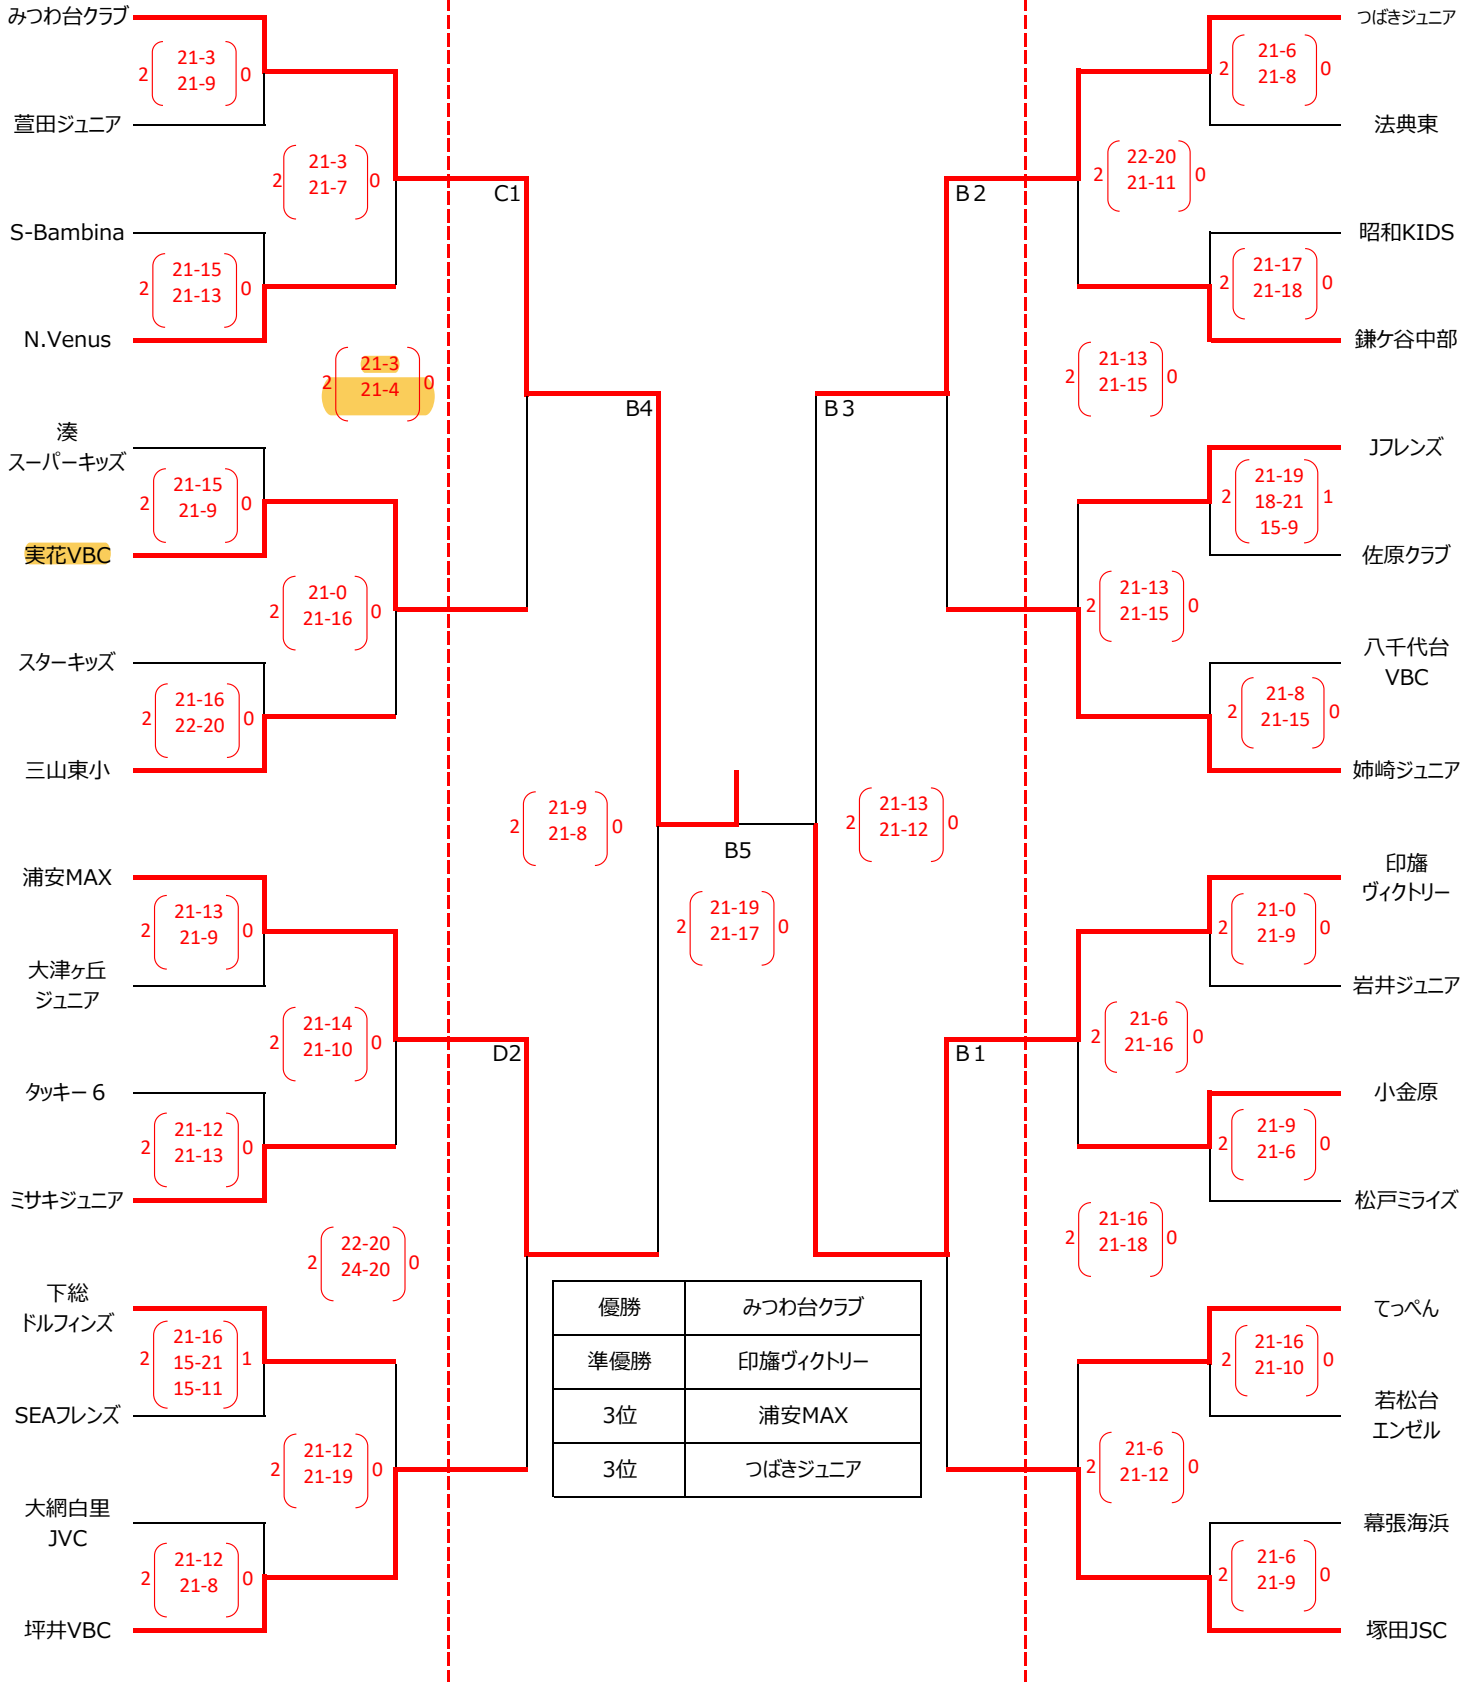 みつわ台クラブ
2 21-3 0
21-9
萱田ジュニア
2 21-3 0
21-7
C1
S-Bambina
2 21-15 0
21-13
N.Venus
2 21-3 0
21-4
B4
湊
スーパーキッズ
2 21-15 0
21-9
実花VBC
2 21-0 0
21-16
スターキッズ
2 21-16 0
22-20
三山東小
2 21-9 0
21-8
浦安MAX
2 21-13 0
21-9
大津ヶ丘
ジュニア
2 21-14 0
21-10
D2
タッキー６
2 21-12 0
21-13
ミサキジュニア
2 22-20 0
24-20
下総
ドルフィンズ
2 21-16 1
15-21
15-11
SEAフレンズ
2 21-12 0
21-19
大網白里
JVC
2 21-12 0
21-8
坪井VBC
B5
2 21-19 0
21-17
優勝 みつわ台クラブ
準優勝 印旛ヴィクトリー
3位 浦安MAX
3位 つばきジュニア
つばきジュニア
2 21-6 0
21-8
法典東
2 22-20 0
21-11
B２
昭和KIDS
2 21-17 0
21-18
鎌ケ谷中部
2 21-13 0
21-15
B３
Jフレンズ
2 21-19 1
18-21
15-9
佐原クラブ
2 21-13 0
21-15
八千代台
VBC
2 21-8 0
21-15
姉崎ジュニア
2 21-13 0
21-12
印旛
ヴィクトリー
2 21-0 0
21-9
岩井ジュニア
2 21-6 0
21-16
B１
小金原
2 21-9 0
21-6
松戸ミライズ
2 21-16 0
21-18
てっぺん
2 21-16 0
21-10
若松台
エンゼル
2 21-6 0
21-12
幕張海浜
2 21-6 0
21-9
塚田JSC